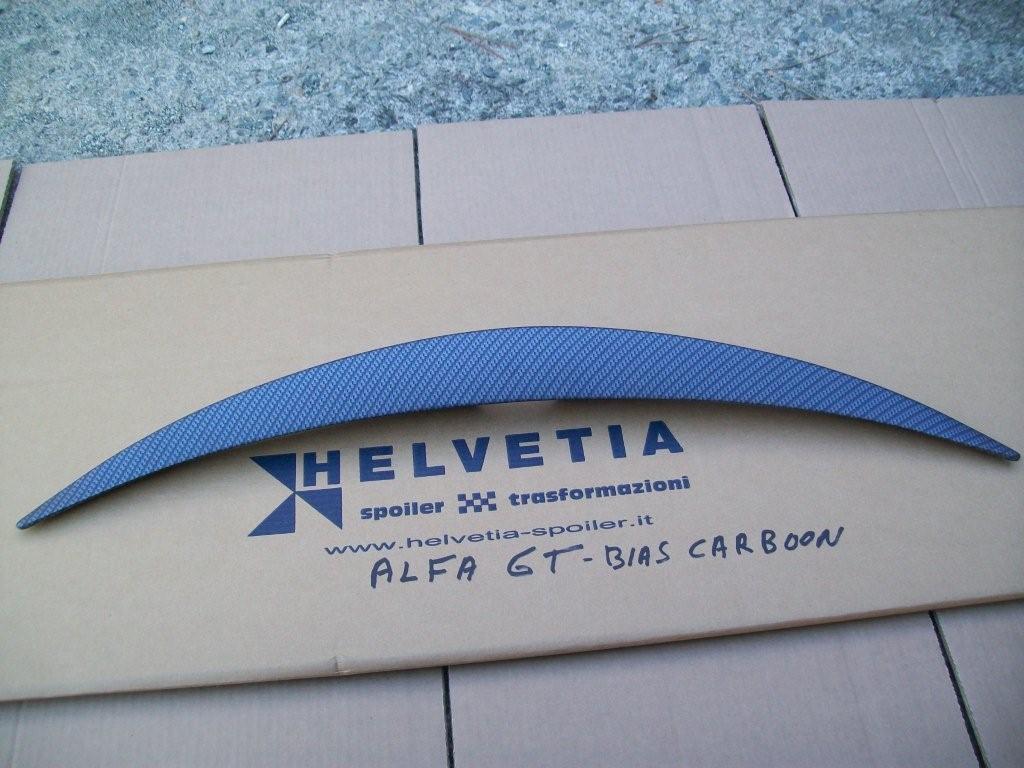 HELVETIA
spoiler trasformazioni
www.helvetia-spoiler.it
ALFA GT-BIAS CARBOON